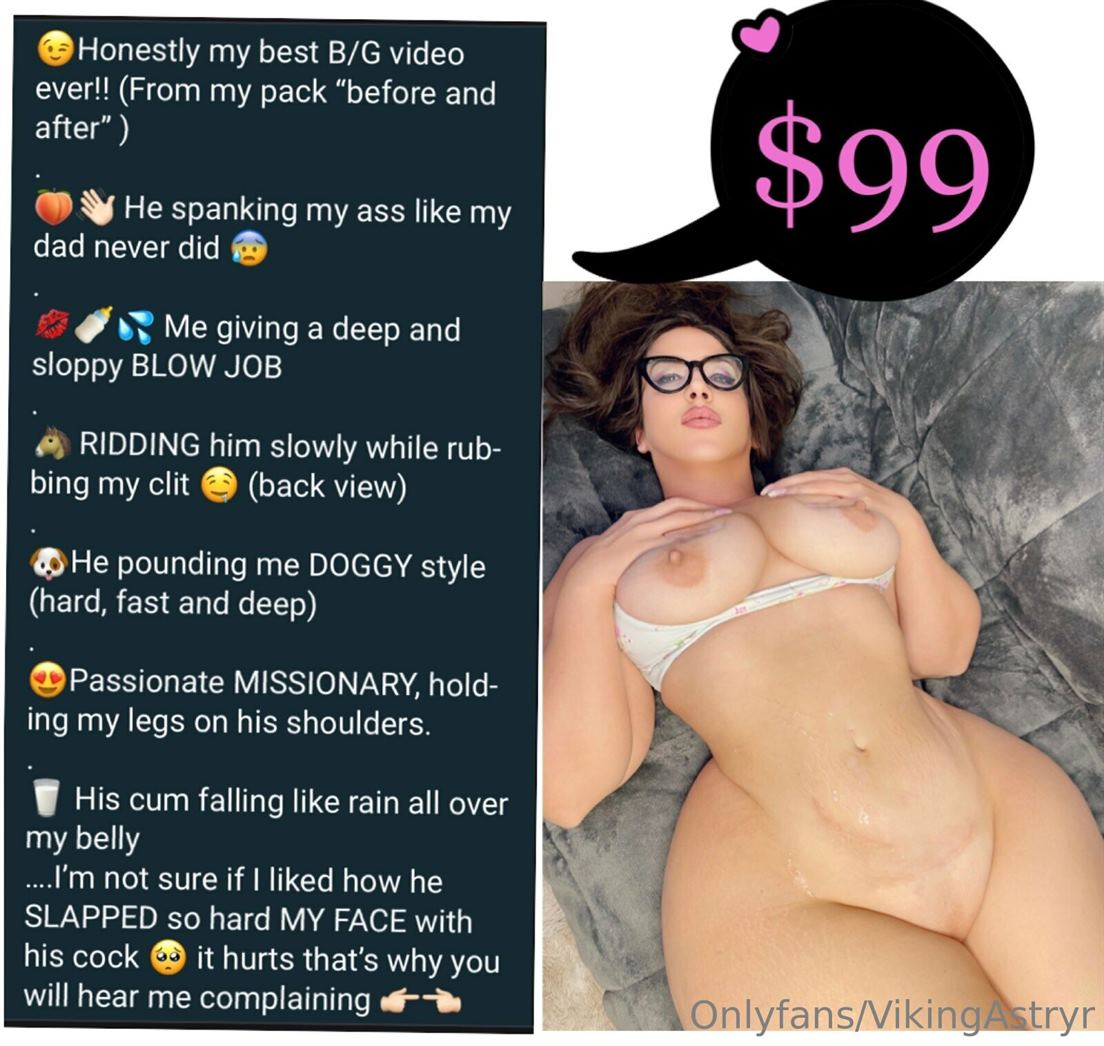 😉Honestly my best B/G video
ever!! (From my pack “before and
after” )
.
🍑👋🏻 He spanking my ass like my
dad never did 😰
.
💋🍼💦 Me giving a deep and
sloppy BLOW JOB
.
🐴 RIDDING him slowly while rub-
bing my clit 🤤 (back view)
.
🐶He pounding me DOGGY style
(hard, fast and deep)
.
😍Passionate MISSIONARY, hold-
ing my legs on his shoulders.
.
🥛 His cum falling like rain all over
my belly
....I’m not sure if I liked how he
SLAPPED so hard MY FACE with
his cock 🥺 it hurts that’s why you
will hear me complaining 👉🏻👈🏻
$99
Onlyfans/VikingAstryr